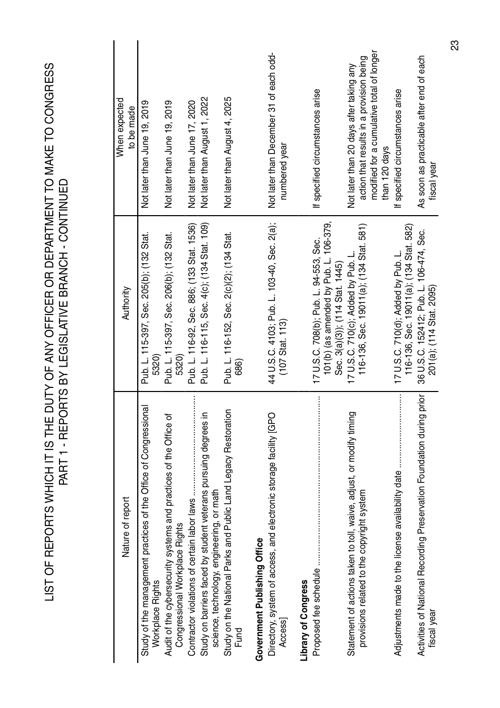 LIST OF REPORTS WHICH IT IS THE DUTY OF ANY OFFICER OR DEPARTMENT TO MAKE TO CONGRESS
PART 1 - REPORTS BY LEGISLATIVE BRANCH - CONTINUED
Nature of report
Authority
When expected
to be made
Study of the management practices of the Office of Congressional
Workplace Rights
Pub. L. 115-397, Sec. 205(b); (132 Stat.
5320)
Not later than June 19, 2019
Audit of the cybersecurity systems and practices of the Office of
Congressional Workplace Rights
Pub. L. 115-397, Sec. 206(b); (132 Stat.
5320)
Not later than June 19, 2019
Contractor violations of certain labor laws
Pub. L. 116-92, Sec. 886; (133 Stat. 1536)
Not later than June 17, 2020
Study on barriers faced by student veterans pursuing degrees in
science, technology, engineering, or math
Pub. L. 116-115, Sec. 4(c); (134 Stat. 109)
Not later than August 1, 2022
Study on the National Parks and Public Land Legacy Restoration
Fund
Pub. L. 116-152, Sec. 2(c)(2); (134 Stat.
686)
Not later than August 4, 2025
Government Publishing Office
Directory, system of access, and electronic storage facility [GPO
Access]
44 U.S.C. 4103; Pub. L. 103-40, Sec. 2(a);
(107 Stat. 113)
Not later than December 31 of each odd-
numbered year
Library of Congress
Proposed fee schedule
17 U.S.C. 708(b); Pub. L. 94-553, Sec.
101(b) (as amended by Pub. L. 106-379,
Sec. 3(a)(3)); (114 Stat. 1445)
If specified circumstances arise
Statement of actions taken to toll, waive, adjust, or modify timing
provisions related to the copyright system
17 U.S.C. 710(c); Added by Pub. L.
116-136, Sec. 19011(a); (134 Stat. 581)
Not later than 20 days after taking any
action that results in a provision being
modified for a cumulative total of longer
than 120 days
Adjustments made to the license availability date
17 U.S.C. 710(d); Added by Pub. L.
116-136, Sec. 19011(a); (134 Stat. 582)
If specified circumstances arise
Activities of National Recording Preservation Foundation during prior
fiscal year
36 U.S.C. 152412; Pub. L. 106-474, Sec.
201(a); (114 Stat. 2095)
As soon as practicable after end of each
fiscal year
23